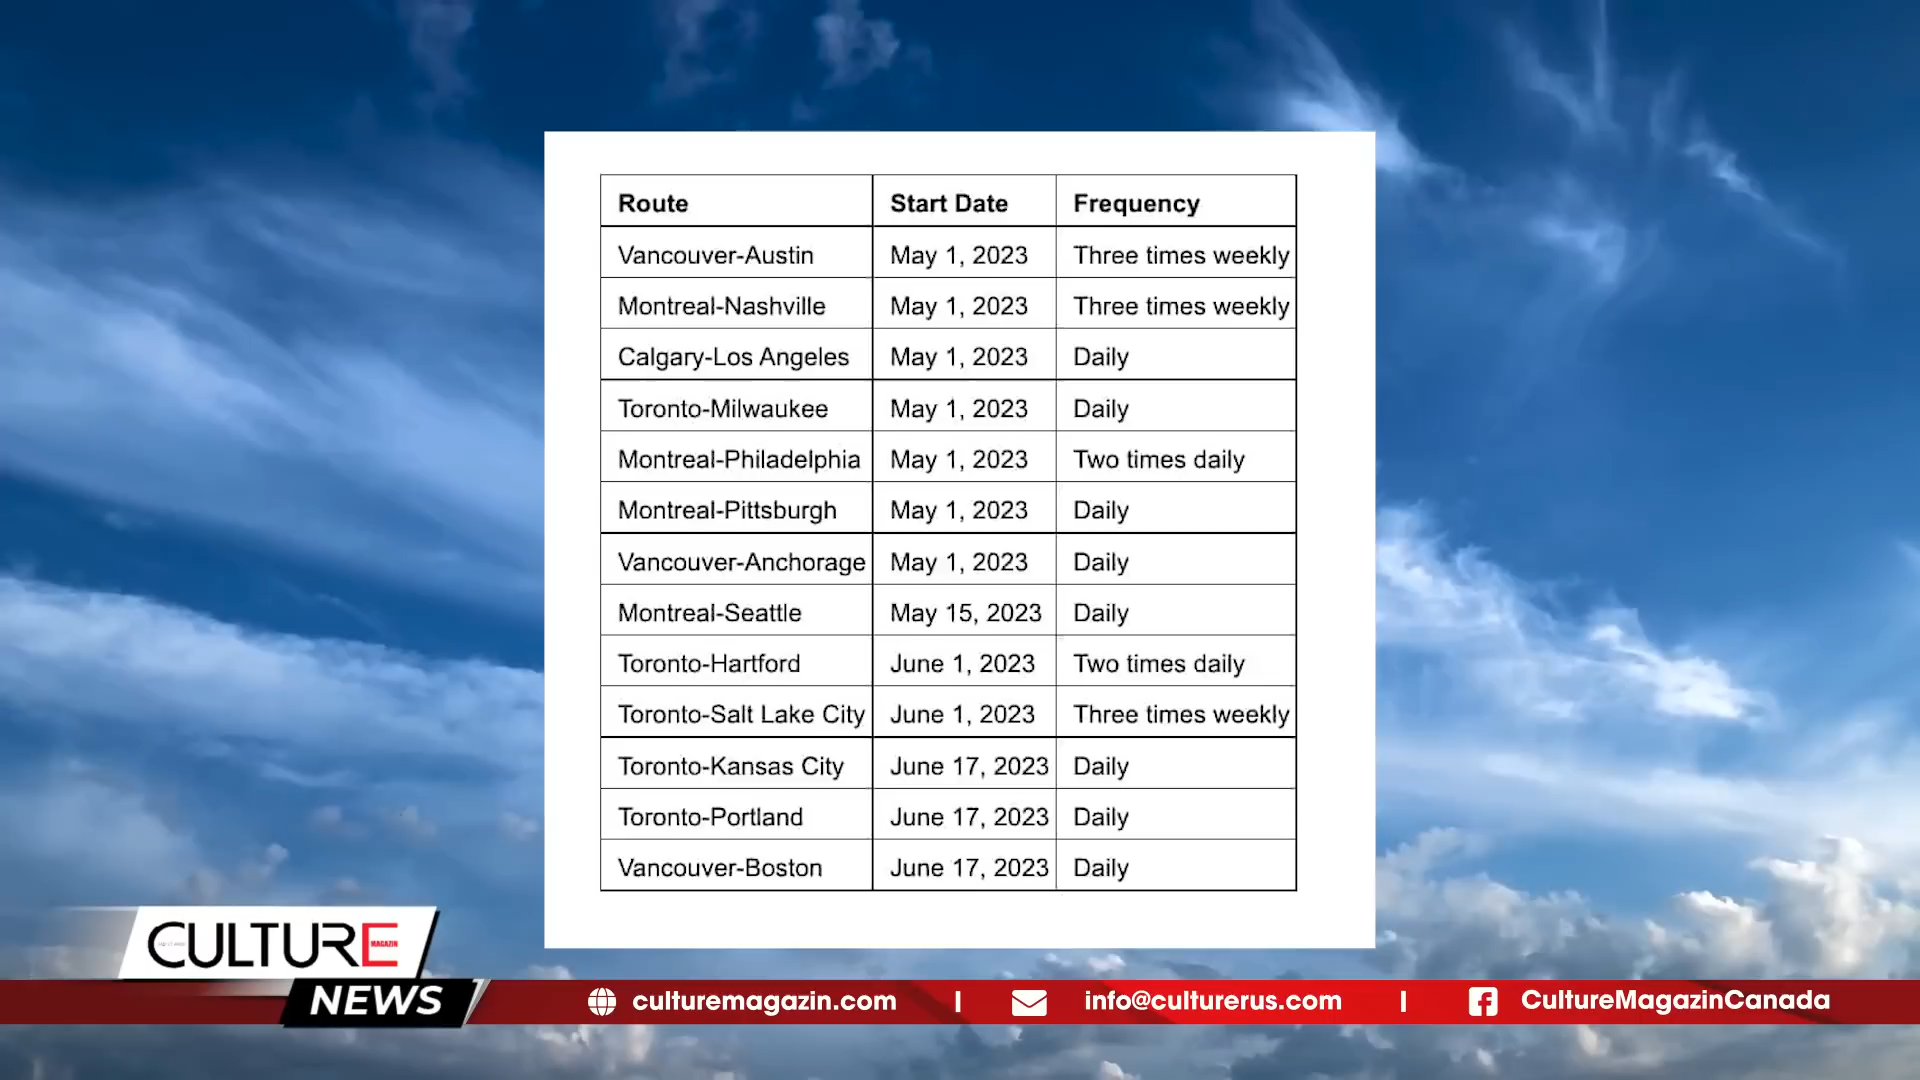 Route Start Date Frequency
Vancouver-Austin May 1, 2023 Three times weekly
Montreal-Nashville May 1, 2023 Three times weekly
Calgary-Los Angeles May 1, 2023 Daily
Toronto-Milwaukee May 1, 2023 Daily
Montreal-Philadelphia May 1, 2023 Two times daily
Montreal-Pittsburgh May 1, 2023 Daily
Vancouver-Anchorage May 1, 2023 Daily
Montreal-Seattle May 15, 2023 Daily
Toronto-Hartford June 1, 2023 Two times daily
Toronto-Salt Lake City June 1, 2023 Three times weekly
Toronto-Kansas City June 17, 2023 Daily
Toronto-Portland June 17, 2023 Daily
Vancouver-Boston June 17, 2023 Daily
CULTURE MAGAZIN
NEWS
culturemagazin.com | info@culturerus.com | CultureMagazinCanada